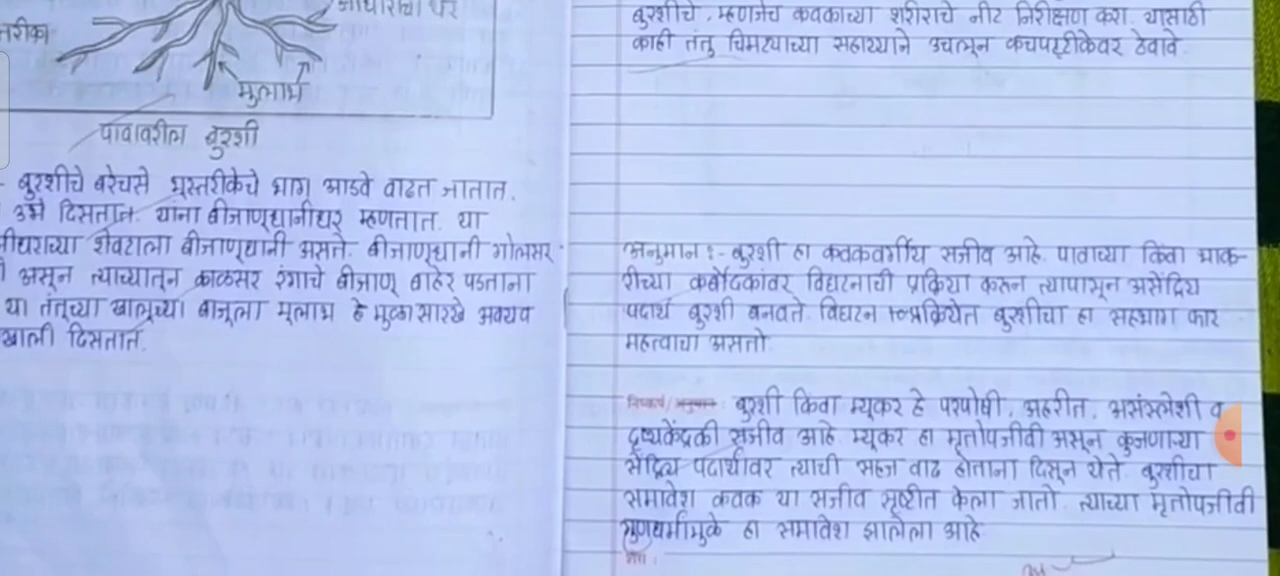 आधाराचा थर
तरीका
मुलाभ
पावावरील बुरशी
- बुरशीचे बरेचसे भूस्तरीकेचे भाग आडवे वाढत जातात.
उभे दिसतात. यांना बीजाणूधानीधर म्हणतात. या
नीधराच्या शेवटाला बीजाणूधानी असते. बीजाणूधानी गोलसर
असून त्याच्यातून काळसर रंगाचे बीजाणू बाहेर पडताना
या तंतूच्या खालच्या बाजूला मूलाभ हे मुळासारखे अवयव
खाली दिसतात.
बुरशीचे, म्हणजेच कवकाच्या शरीराचे नीट निरीक्षण करा. यासाठी
काही तंतू चिमट्याच्या सहाय्याने उचलून काचपट्टीकेवर ठेवावे.
अनुमान :- बुरशी हा कवकवर्गीय सजीव आहे. पावाच्या किंवा भाक-
रीच्या कर्बोदकांवर विघटनाची प्रक्रिया करून त्यापासून असेंद्रिय
पदार्थ बुरशी बनवते. विघटन प्रक्रियेत बुरशीचा हा सहभाग फार
महत्वाचा असतो.
निष्कर्ष/अनुमान : बुरशी किंवा म्यूकर हे परपोषी, अहरीत, असंश्लेशी व
दृश्यकेंद्रकी सजीव आहे म्यूकर हा मृतोपजीवी असून कुजणाऱ्या
सेंद्रिय पदार्थावर त्याची सहज वाढ होताना दिसून येते. बुरशीचा
समावेश कवक या सजीव सृष्टीत केला जातो. त्याच्या मृतोपजीवी
गुणधर्मामुळे हा समावेश झालेला आहे.